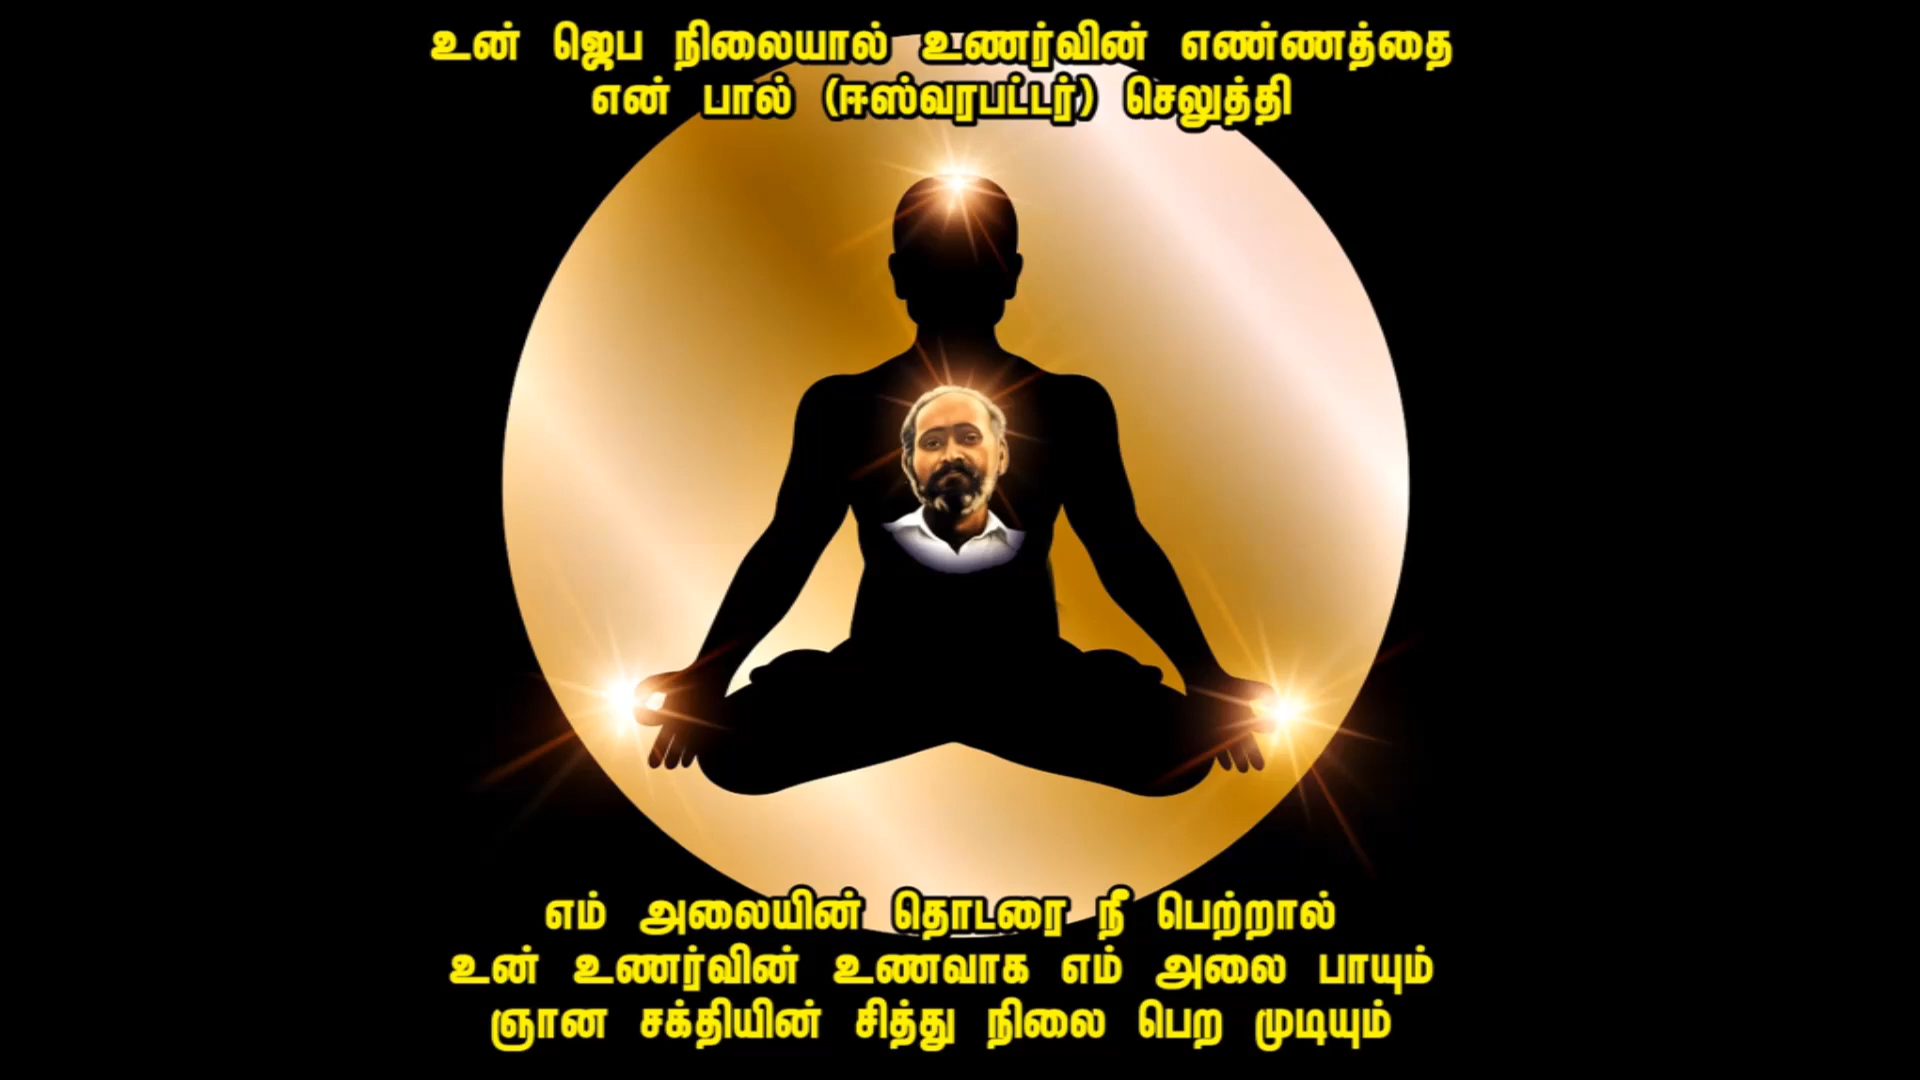 உன் ஜெப நிலையால் உணர்வின் எண்ணத்தை
என் பால் (ஈஸ்வரபட்டர்) செலுத்தி
எம் அலையின் தொடரை நீ பெற்றால்
உன் உணர்வின் உணவாக எம் அலை பாயும்
ஞான சக்தியின் சித்து நிலை பெற முடியும்